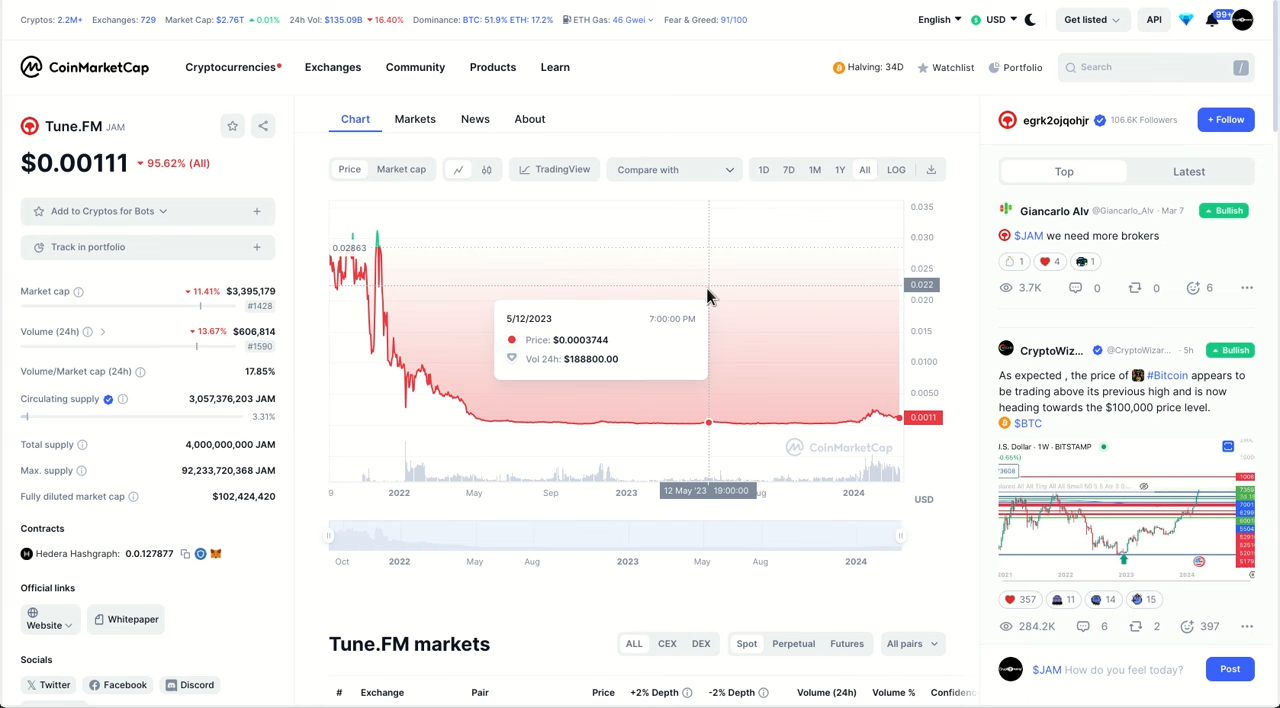 Cryptos: 2.2M+ Exchanges: 729 Market Cap: $2.76T 0.01% 24h Vol: $135.09B 16.40% Dominance: BTC: 51.9% ETH: 17.2% ETH Gas: 46 Gwei Fear & Greed: 91/100
English USD Get listed API 99+
CoinMarketCap Cryptocurrencies Exchanges Community Products Learn
Halving: 34D Watchlist Portfolio Search /
Tune.FM JAM
$0.00111 95.62% (All)
Add to Cryptos for Bots +
Track in portfolio +
Market cap 11.41% $3,395,179
#1428
Volume (24h) 13.67% $606,814
#1590
Volume/Market cap (24h) 17.85%
Circulating supply 3,057,376,203 JAM
3.31%
Total supply 4,000,000,000 JAM
Max. supply 92,233,720,368 JAM
Fully diluted market cap $102,424,420
Contracts
Hedera Hashgraph: 0.0.127877
Official links
Website Whitepaper
Socials
Twitter Facebook Discord
Chart Markets News About
Price Market cap TradingView Compare with 1D 7D 1M 1Y All LOG
0.035
0.030
0.02863
0.025
0.022
0.020
0.015
0.0100
0.0050
0.0011
5/12/2023 7:00:00 PM
Price: $0.0003744
Vol 24h: $188800.00
CoinMarketCap
9 2022 May Sep 2023 12 May '23 19:00:00 ug 2024 USD
Oct 2022 May Aug 2023 May Aug 2024
Tune.FM markets
ALL CEX DEX Spot Perpetual Futures All pairs
# Exchange Pair Price +2% Depth -2% Depth Volume (24h) Volume % Confidenc
egrk2ojqohjr 106.6K Followers + Follow
Top Latest
Giancarlo Alv @Giancarlo_Alv · Mar 7 Bullish
$JAM we need more brokers
1 4 1
3.7K 0 0 6
CryptoWiz... @CryptoWizar... · 5h Bullish
As expected , the price of #Bitcoin appears to
be trading above its previous high and is now
heading towards the $100,000 price level.
$BTC
J.S. Dollar · 1W · BITSTAMP
2021 2022 2023 2024
357 11 14 15
284.2K 6 2 397
$JAM How do you feel today? Post